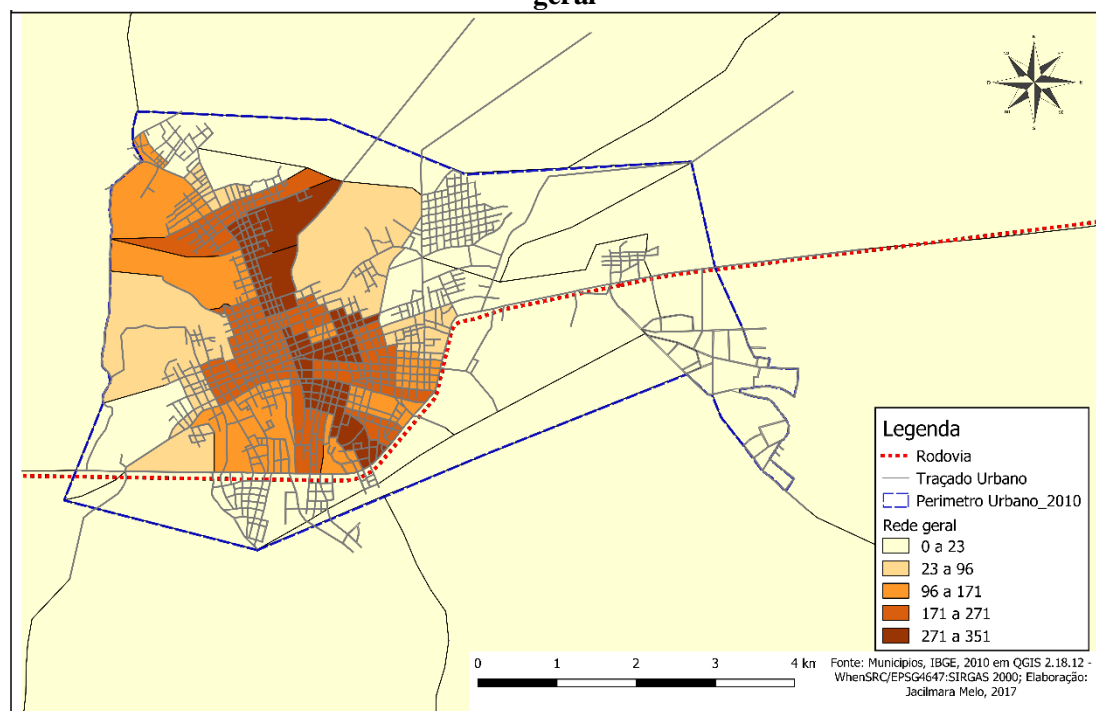 geral
Legenda
Rodovia
Traçado Urbano
Perimetro Urbano_2010
Rede geral
0 a 23
23 a 96
96 a 171
171 a 271
271 a 351
0 1 2 3 4 km
Fonte: Municipios, IBGE, 2010 em QGIS 2.18.12 -
WhenSRC/EPSG4647:SIRGAS 2000; Elaboração:
Jacilmara Melo, 2017